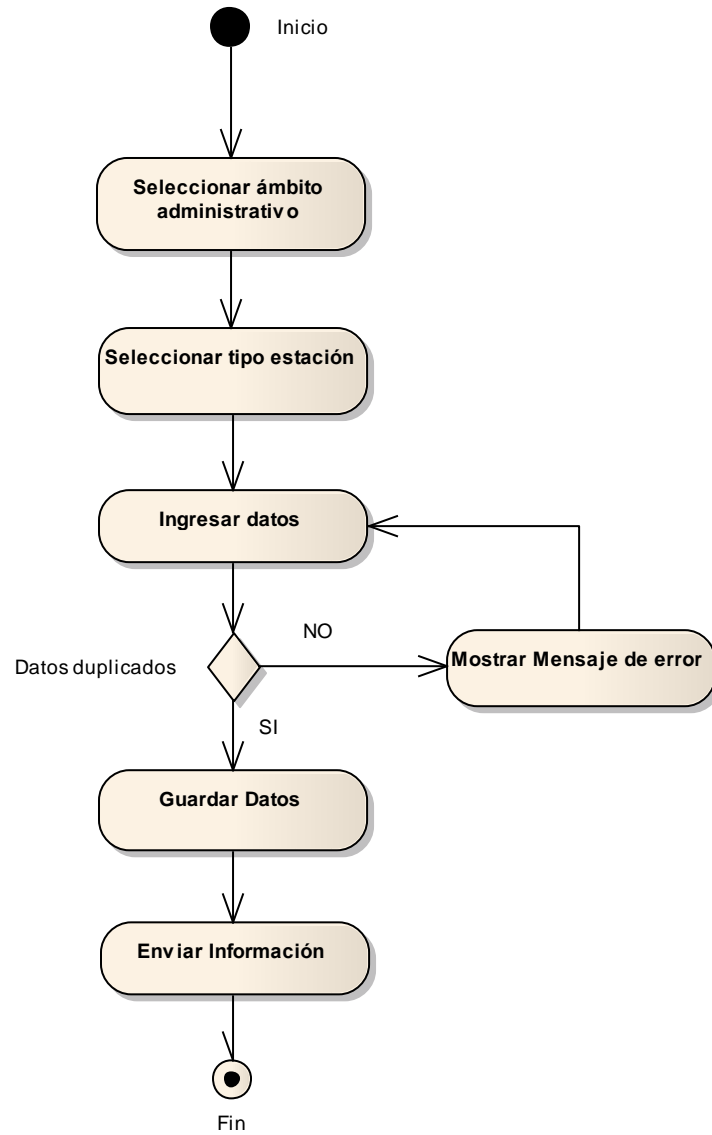 Inicio
Seleccionar ámbito
administrativo
Seleccionar tipo estación
Ingresar datos
NO
Datos duplicados
Mostrar Mensaje de error
SI
Guardar Datos
Enviar Información
Fin